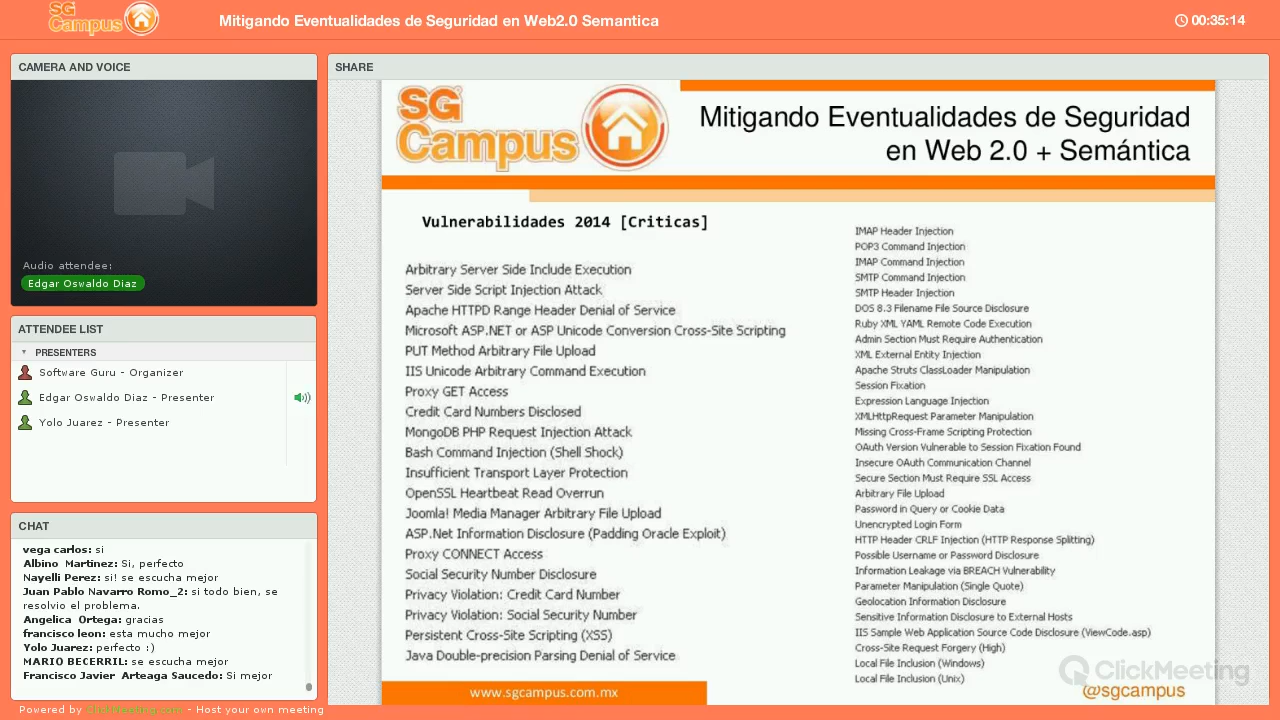 SG
Campus
Mitigando Eventualidades de Seguridad en Web2.0 Semantica
00:35:14
CAMERA AND VOICE
Audio attendee:
Edgar Oswaldo Diaz
ATTENDEE LIST
PRESENTERS
Software Guru - Organizer
Edgar Oswaldo Diaz - Presenter
Yolo Juarez - Presenter
CHAT
vega carlos: si
Albino Martinez: Si, perfecto
Nayelli Perez: si! se escucha mejor
Juan Pablo Navarro Romo_2: si todo bien, se
resolvio el problema.
Angelica Ortega: gracias
francisco leon: esta mucho mejor
Yolo Juarez: perfecto :)
MARIO BECERRIL: se escucha mejor
Francisco Javier Arteaga Saucedo: Si mejor
Powered by ClickMeeting.com - Host your own meeting
SHARE
SG
Campus
Mitigando Eventualidades de Seguridad
en Web 2.0 + Semántica
Vulnerabilidades 2014 [Criticas]
Arbitrary Server Side Include Execution
Server Side Script Injection Attack
Apache HTTPD Range Header Denial of Service
Microsoft ASP.NET or ASP Unicode Conversion Cross-Site Scripting
PUT Method Arbitrary File Upload
IIS Unicode Arbitrary Command Execution
Proxy GET Access
Credit Card Numbers Disclosed
MongoDB PHP Request Injection Attack
Bash Command Injection (Shell Shock)
Insufficient Transport Layer Protection
OpenSSL Heartbeat Read Overrun
Joomla! Media Manager Arbitrary File Upload
ASP.Net Information Disclosure (Padding Oracle Exploit)
Proxy CONNECT Access
Social Security Number Disclosure
Privacy Violation: Credit Card Number
Privacy Violation: Social Security Number
Persistent Cross-Site Scripting (XSS)
Java Double-precision Parsing Denial of Service
IMAP Header Injection
POP3 Command Injection
IMAP Command Injection
SMTP Command Injection
SMTP Header Injection
DOS 8.3 Filename File Source Disclosure
Ruby XML YAML Remote Code Execution
Admin Section Must Require Authentication
XML External Entity Injection
Apache Struts ClassLoader Manipulation
Session Fixation
Expression Language Injection
XMLHttpRequest Parameter Manipulation
Missing Cross-Frame Scripting Protection
OAuth Version Vulnerable to Session Fixation Found
Insecure OAuth Communication Channel
Secure Section Must Require SSL Access
Arbitrary File Upload
Password in Query or Cookie Data
Unencrypted Login Form
HTTP Header CRLF Injection (HTTP Response Splitting)
Possible Username or Password Disclosure
Information Leakage via BREACH Vulnerability
Parameter Manipulation (Single Quote)
Geolocation Information Disclosure
Sensitive Information Disclosure to External Hosts
IIS Sample Web Application Source Code Disclosure (ViewCode.asp)
Cross-Site Request Forgery (High)
Local File Inclusion (Windows)
Local File Inclusion (Unix)
ClickMeeting
www.sgcampus.com.mx
@sgcampus